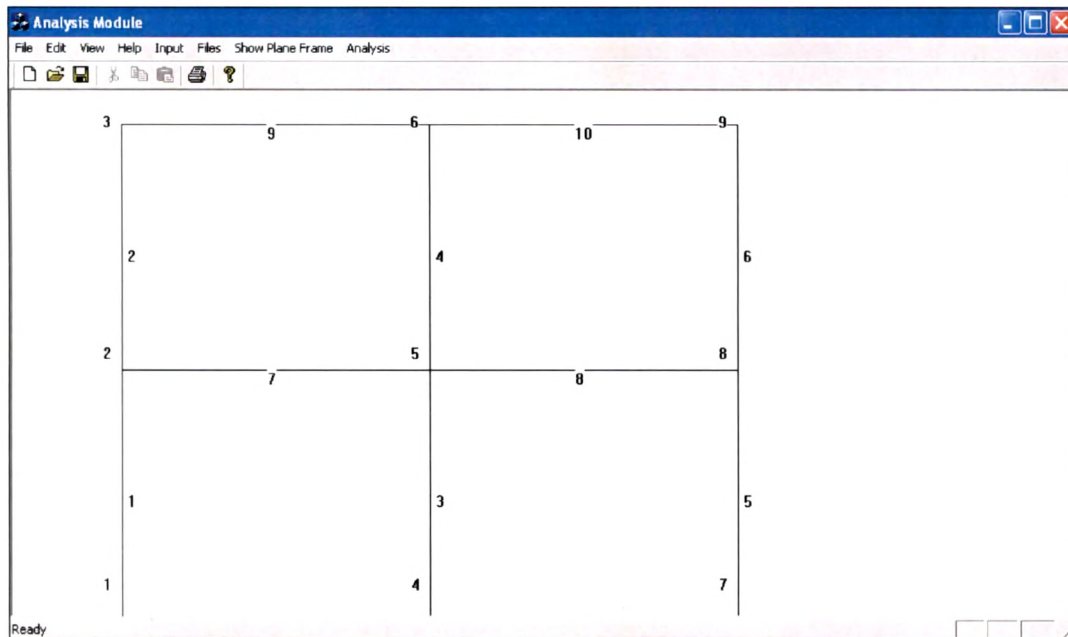 Analysis Module
File Edit View Help Input Files Show Plane Frame Analysis
3 6 9
9 10
2 4 6
2 5 8
7 8
1 3 5
1 4 7
Ready